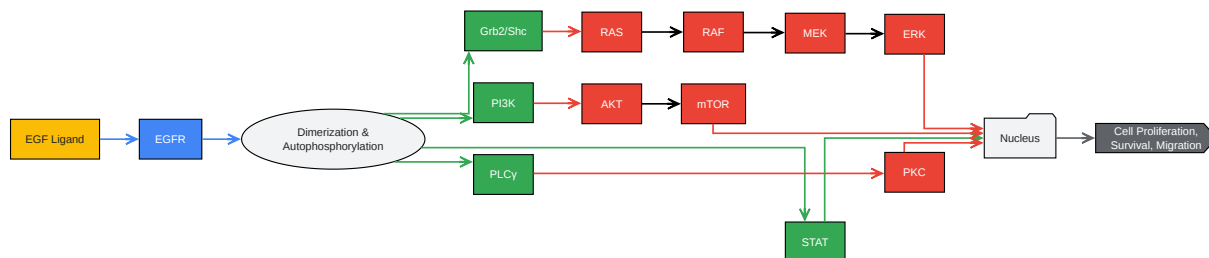 Grb2/Shc
RAS
RAF
MEK
ERK
PI3K
AKT
mTOR
EGF Ligand
EGFR
Dimerization &
Autophosphorylation
Nucleus
Cell Proliferation,
Survival, Migration
PLCγ
PKC
STAT